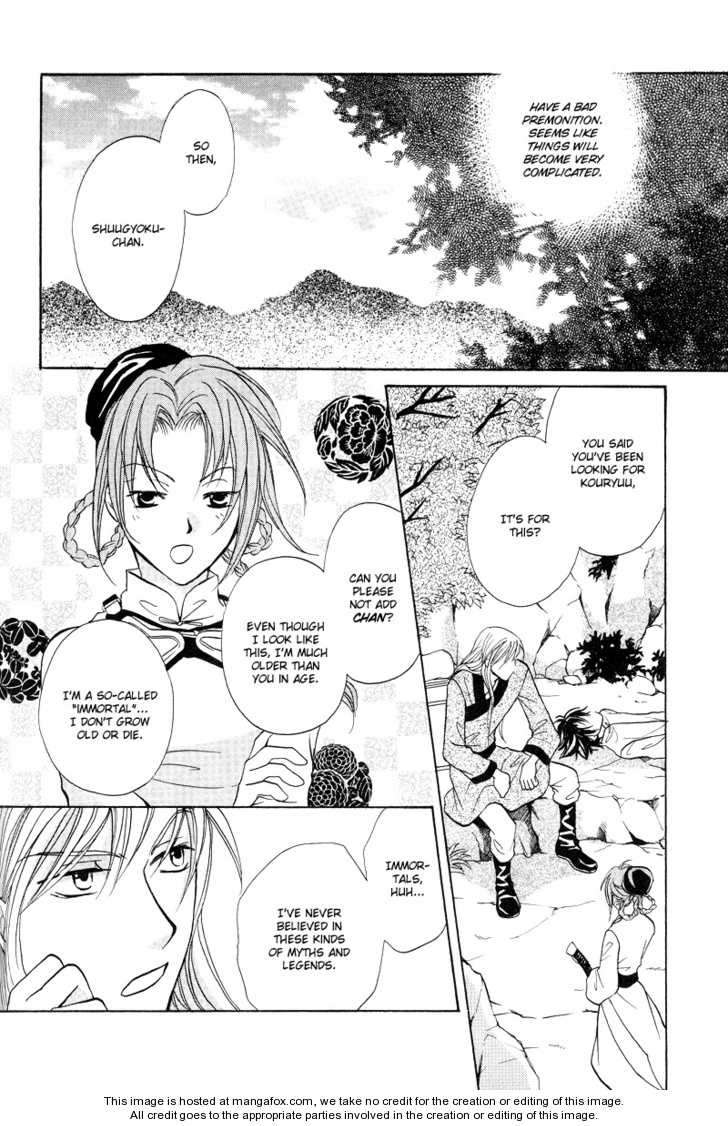 HAVE A BAD
PREMONITION.
SEEMS LIKE
THINGS WILL
BECOME VERY
COMPLICATED.
SO
THEN,
SHUUGYOKU-
CHAN.
YOU SAID
YOU'VE BEEN
LOOKING FOR
KOURYUU,
IT'S FOR
THIS?
CAN YOU
PLEASE
NOT ADD
CHAN?
EVEN THOUGH
I LOOK LIKE
THIS, I'M MUCH
OLDER THAN
YOU IN AGE.
I'M A SO-CALLED
"IMMORTAL"...
I DON'T GROW
OLD OR DIE.
IMMOR-
TALS,
HUH...
I'VE NEVER
BELIEVED IN
THESE KINDS
OF MYTHS AND
LEGENDS.
This image is hosted at mangafox.com, we take no credit for the creation or editing of this image.
All credit goes to the appropriate parties involved in the creation or editing of this image.